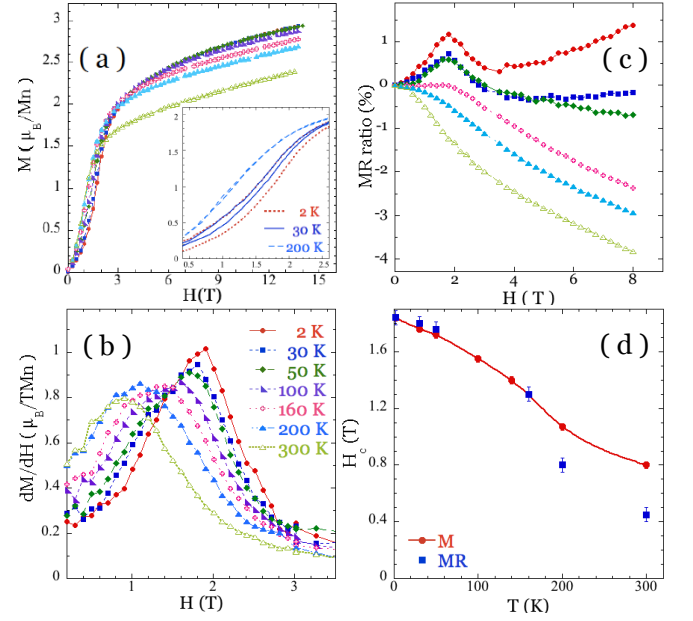 ( a )
M ( μB/Mn)
3
2.5
2
1.5
1
0.5
0
0 3 6 9 12 15
H(T)
2
1.5
1
0.5
0
0.5 1 1.5 2 2.5
2 K
30 K
200 K
( c )
MR ratio (%)
1
0
-1
-2
-3
-4
0 2 4 6 8
H ( T )
( b )
dM/dH ( μB/TMn)
1
0.8
0.6
0.4
0.2
0
1 2 3
H (T)
2 K
30 K
50 K
100 K
160 K
200 K
300 K
( d )
Hc (T)
1.6
1.2
0.8
0.4
0 100 200 300
T (K)
M
MR